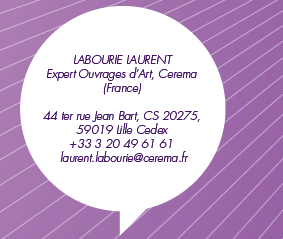 LABOURIE LAURENT
Expert Ouvrages d'Art, Cerema
(France)
44 ter rue Jean Bart, CS 20275,
59019 Lille Cedex
+33 3 20 49 61 61
laurent.labourie@cerema.fr